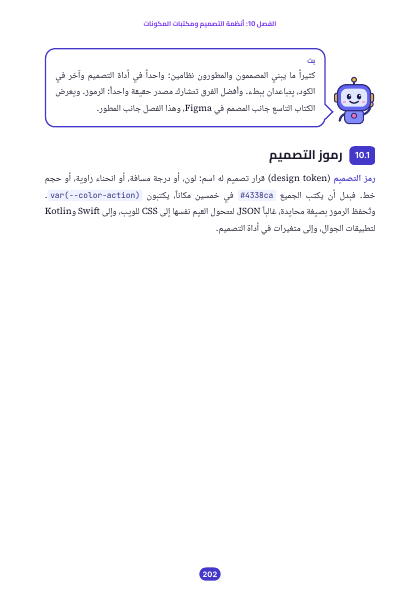 الفصل 10: أنظمة التصميم ومكتبات المكونات
بت
كثيراً ما يبني المصممون والمطورون نظامين: واحداً في أداة التصميم وآخر في
الكود، يتباعدان ببطء. وأفضل الفرق تتشارك مصدر حقيقة واحداً: الرموز. ويعرض
الكتاب التاسع جانب المصمم في Figma، وهذا الفصل جانب المطور.
10.1 رموز التصميم
رمز التصميم (design token) قرار تصميم له اسم: لون، أو درجة مسافة، أو انحناء زاوية، أو حجم
خط. فبدل أن يكتب الجميع #4338ca في خمسين مكاناً، يكتبون var(--color-action).
وتُحفظ الرموز بصيغة محايدة، غالباً JSON، لتتحول القيم نفسها إلى CSS للويب، وإلى Swift وKotlin
لتطبيقات الجوال، وإلى متغيرات في أداة التصميم.
202